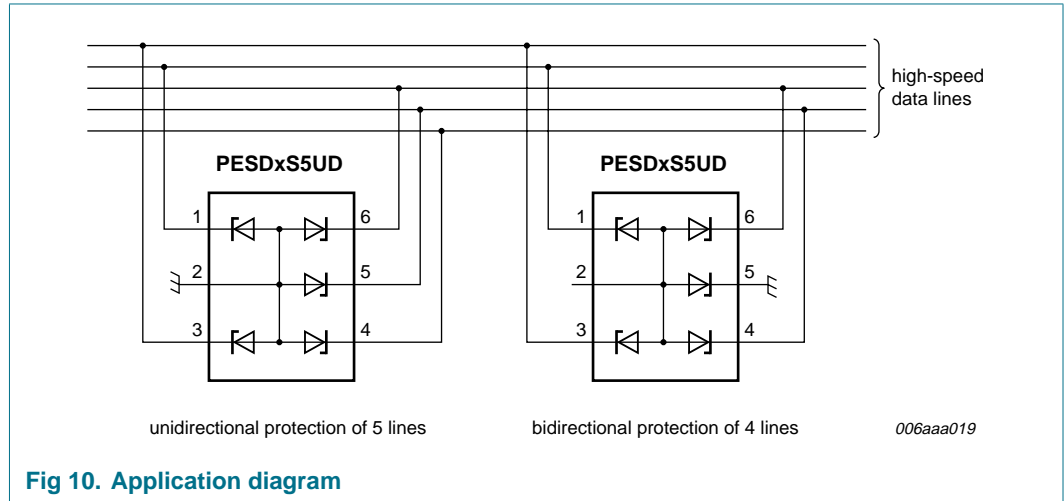 high-speed
data lines
PESDxS5UD
PESDxS5UD
1
6
2
5
3
4
1
6
2
5
3
4
unidirectional protection of 5 lines
bidirectional protection of 4 lines
006aaa019
Fig 10. Application diagram